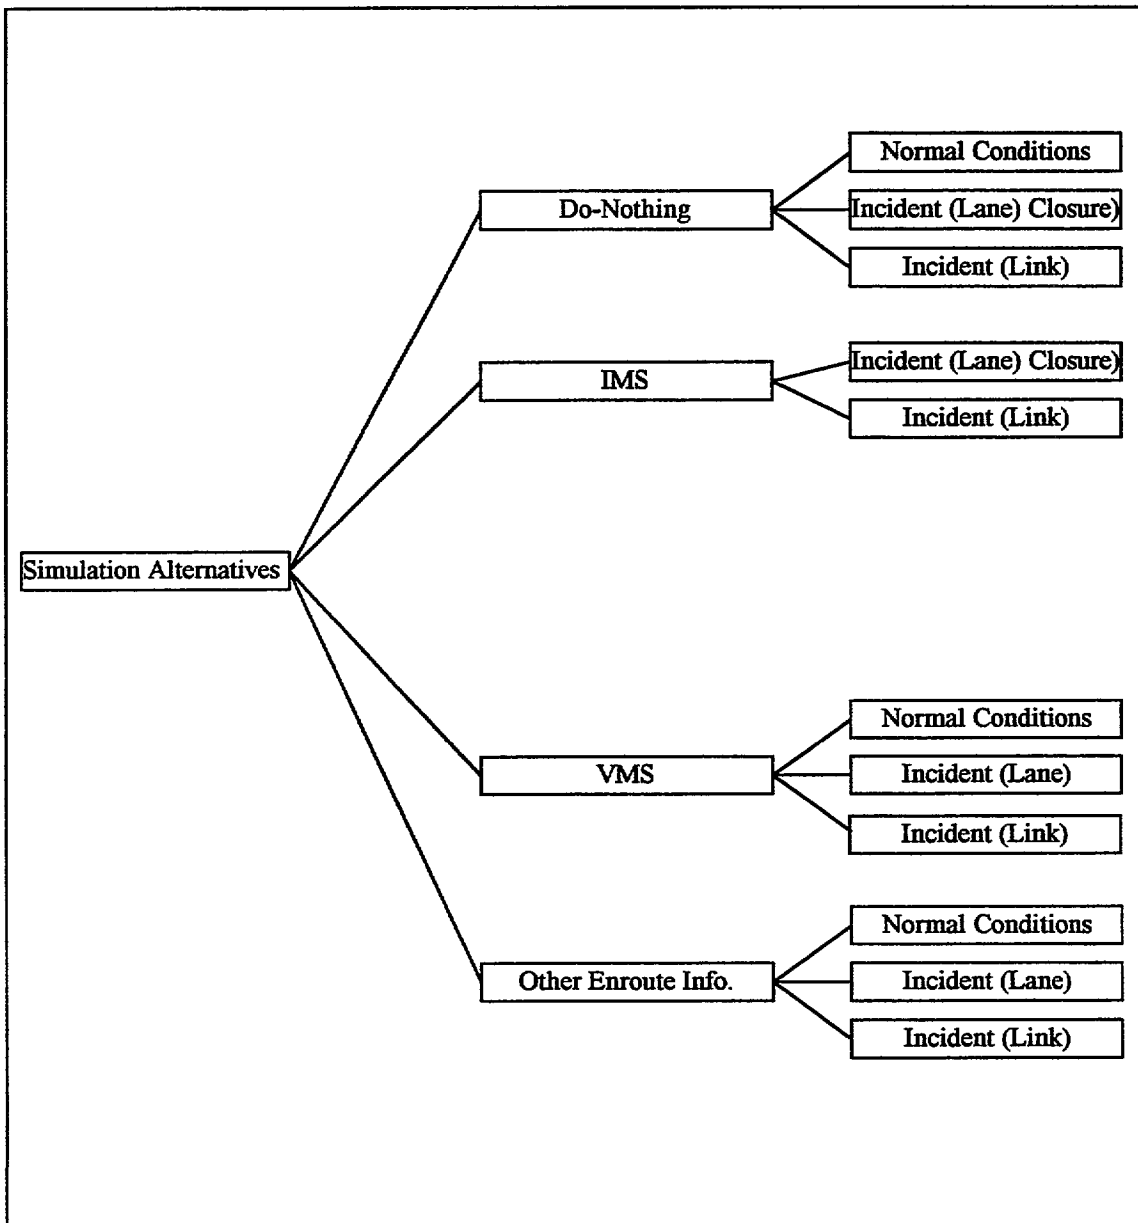 Normal Conditions
Do-Nothing
Incident (Lane) Closure)
Incident (Link)
IMS
Incident (Lane) Closure)
Incident (Link)
Simulation Alternatives
Normal Conditions
VMS
Incident (Lane)
Incident (Link)
Normal Conditions
Other Enroute Info.
Incident (Lane)
Incident (Link)